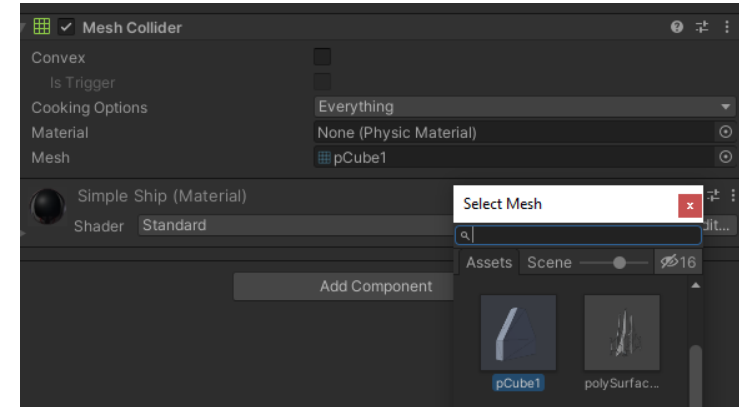 Mesh Collider
Convex
Is Trigger
Cooking Options Everything
Material None (Physic Material)
Mesh pCube1
Simple Ship (Material)
Shader Standard dit...
Select Mesh
Assets Scene 16
Add Component
pCube1 polySurfac...